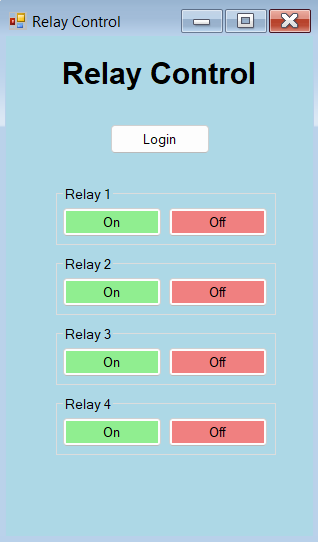 Relay Control
Relay Control
Login
Relay 1
On Off
Relay 2
On Off
Relay 3
On Off
Relay 4
On Off